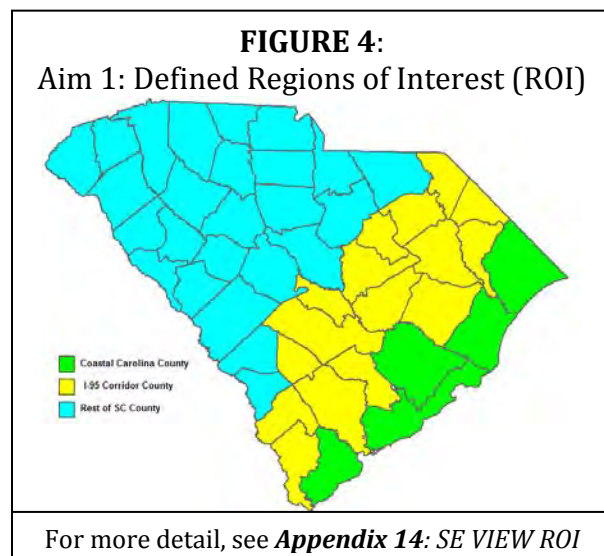 FIGURE 4:
Aim 1: Defined Regions of Interest (ROI)
Coastal Carolina County
I-95 Corridor County
Rest of SC County
For more detail, see Appendix 14: SE VIEW ROI